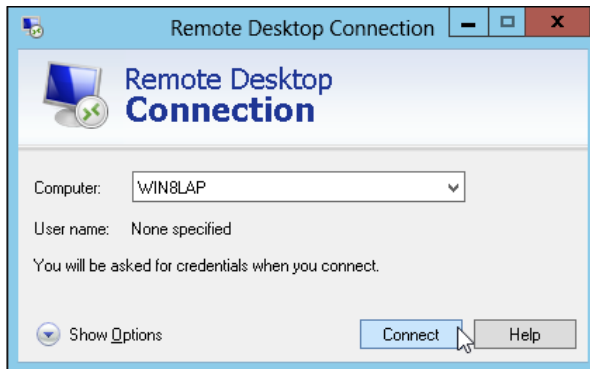 Remote Desktop Connection
Remote Desktop
Connection
Computer: WIN8LAP
User name: None specified
You will be asked for credentials when you connect.
Show Options Connect Help